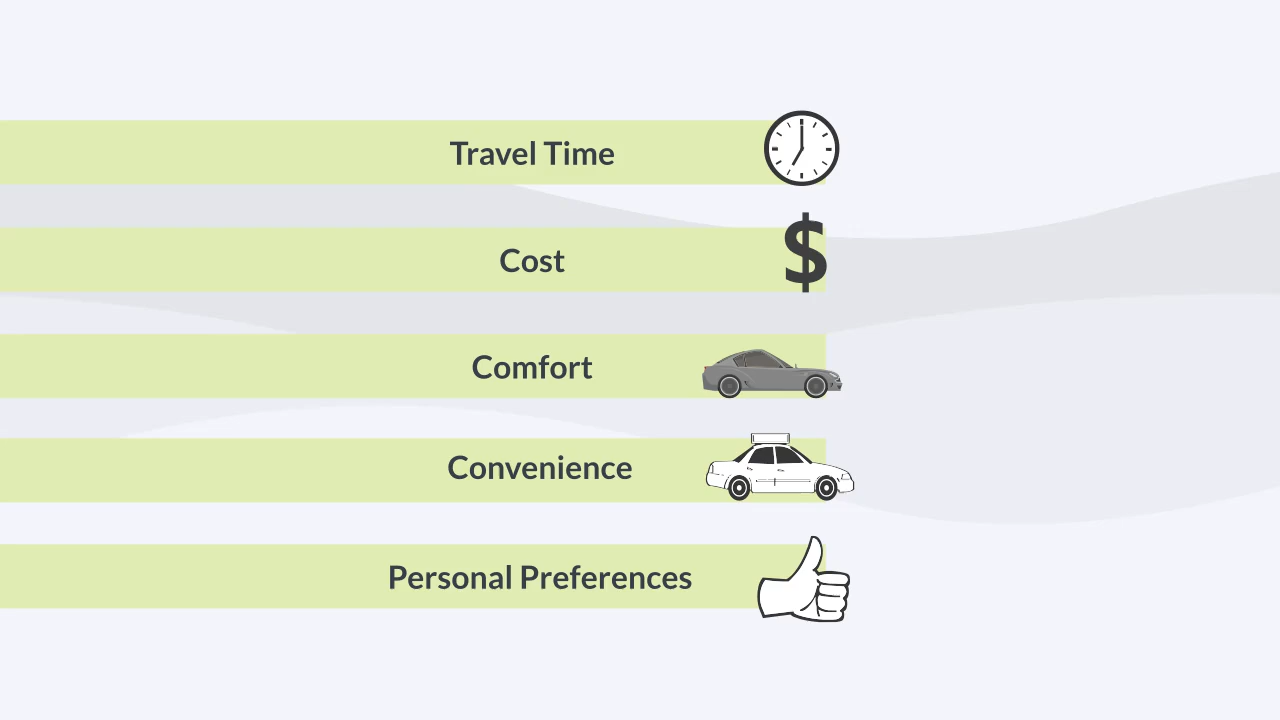 Travel Time
Cost
$
Comfort
Convenience
Personal Preferences